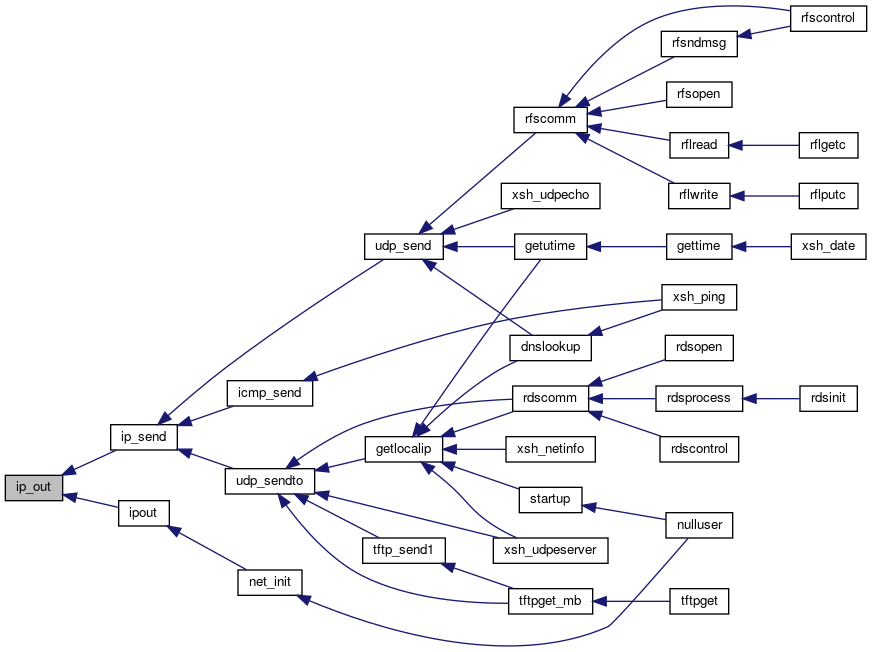 rfscontrol
rfsndmsg
rfsopen
rfscomm
rflread
rflgetc
rflwrite
rflputc
xsh_udpecho
udp_send
getutime
gettime
xsh_date
xsh_ping
dnslookup
rdsopen
icmp_send
rdscomm
rdsprocess
rdsinit
ip_send
getlocalip
xsh_netinfo
rdscontrol
udp_sendto
ip_out
startup
ipout
nulluser
tftp_send1
xsh_udpeserver
net_init
tftpget_mb
tftpget